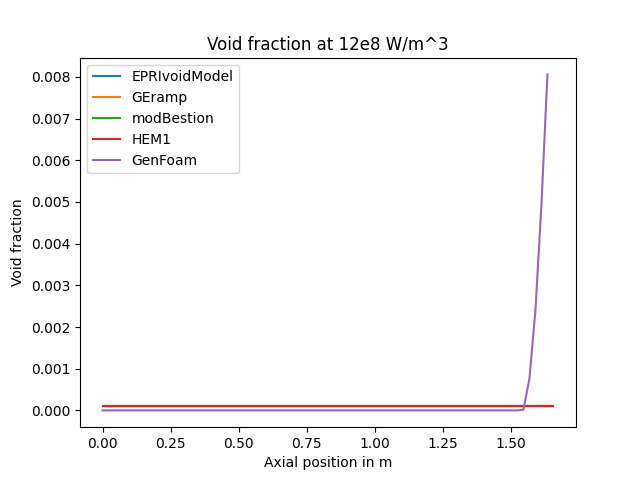 Void fraction at 12e8 W/m^3
EPRIvoidModel
GEramp
modBestion
HEM1
GenFoam
0.008
0.007
0.006
0.005
0.004
0.003
0.002
0.001
0.000
Void fraction
0.00 0.25 0.50 0.75 1.00 1.25 1.50
Axial position in m